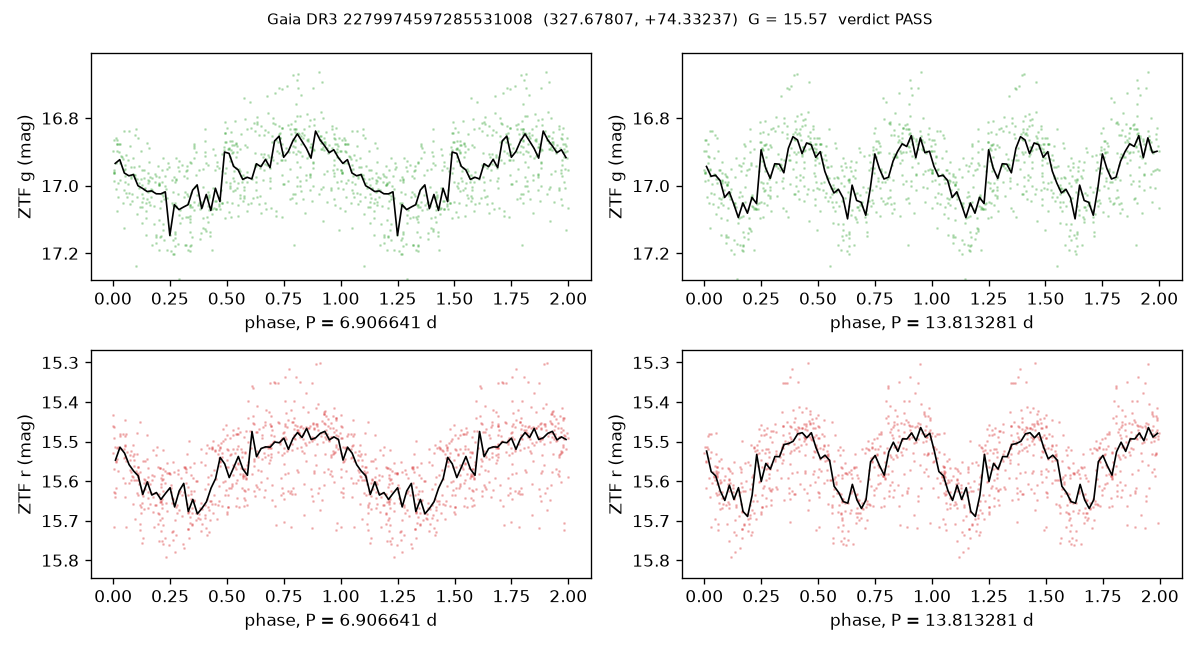 Gaia DR3 2279974597285531008  (327.67807, +74.33237)  G = 15.57  verdict PASS
ZTF g (mag)
16.8
17.0
17.2
0.00 0.25 0.50 0.75 1.00 1.25 1.50 1.75 2.00
phase, P = 6.906641 d
ZTF g (mag)
16.8
17.0
17.2
0.00 0.25 0.50 0.75 1.00 1.25 1.50 1.75 2.00
phase, P = 13.813281 d
ZTF r (mag)
15.3
15.4
15.5
15.6
15.7
15.8
0.00 0.25 0.50 0.75 1.00 1.25 1.50 1.75 2.00
phase, P = 6.906641 d
ZTF r (mag)
15.3
15.4
15.5
15.6
15.7
15.8
0.00 0.25 0.50 0.75 1.00 1.25 1.50 1.75 2.00
phase, P = 13.813281 d